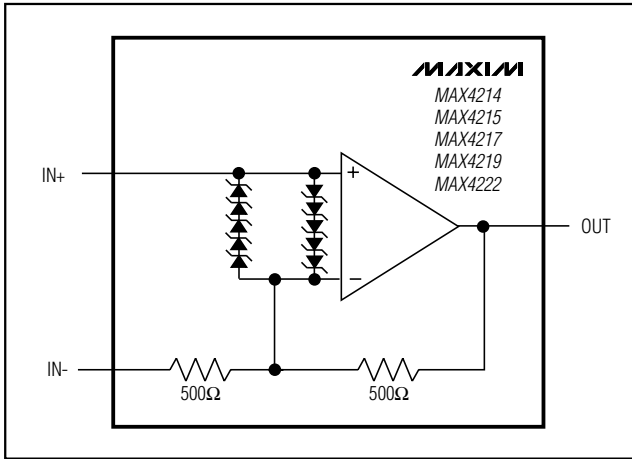 MAXIM
MAX4214
MAX4215
MAX4217
MAX4219
MAX4222
IN+
+
OUT
−
IN-
500Ω
500Ω